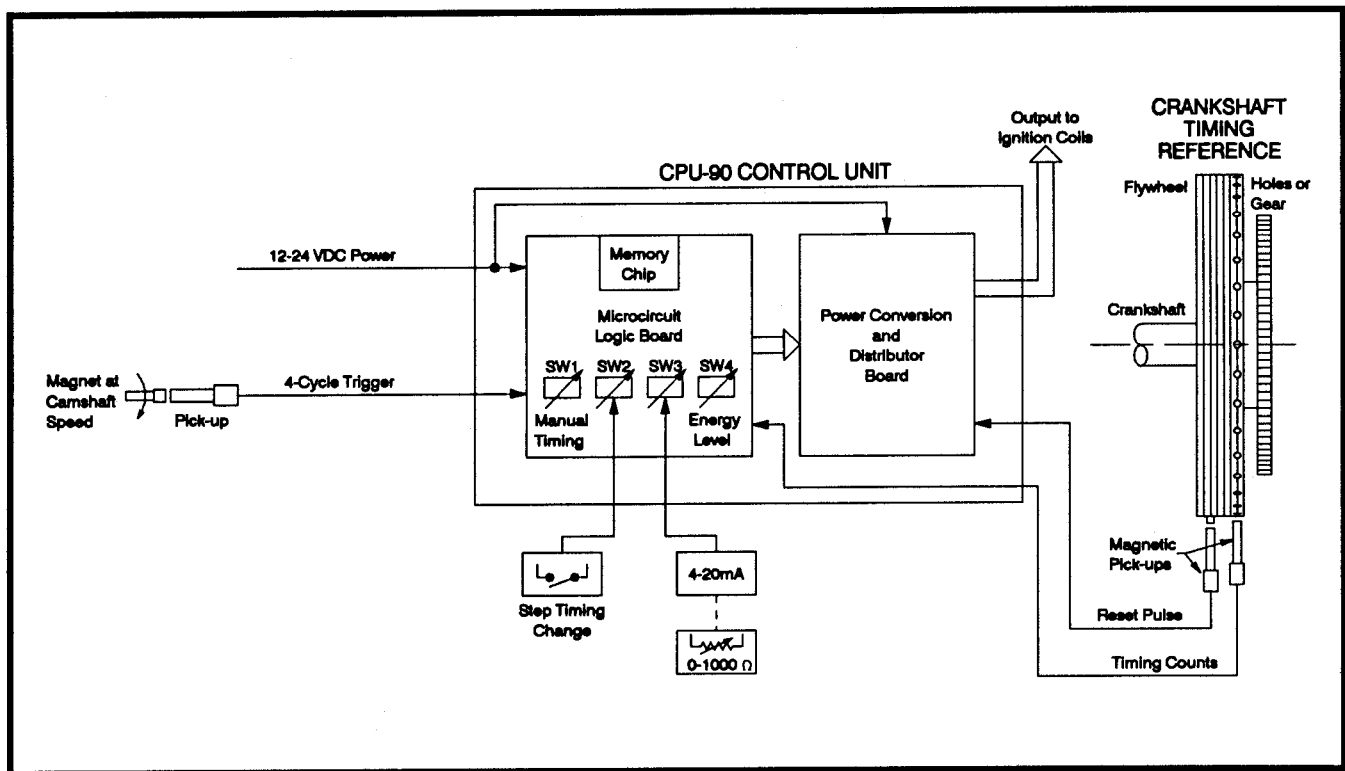 Output to
Ignition Coils
CRANKSHAFT
TIMING
REFERENCE
CPU-90 CONTROL UNIT
Flywheel
Holes or
Gear
12-24 VDC Power
Memory
Chip
Microcircuit
Logic Board
Power Conversion
and
Distributor
Board
Crankshaft
SW1
SW2
SW3
SW4
Magnet at
Camshaft
Speed
Pick-up
4-Cycle Trigger
Manual
Timing
Energy
Level
Magnetic
Pick-ups
4-20mA
Step Timing
Change
0-1000 Ω
Reset Pulse
Timing Counts